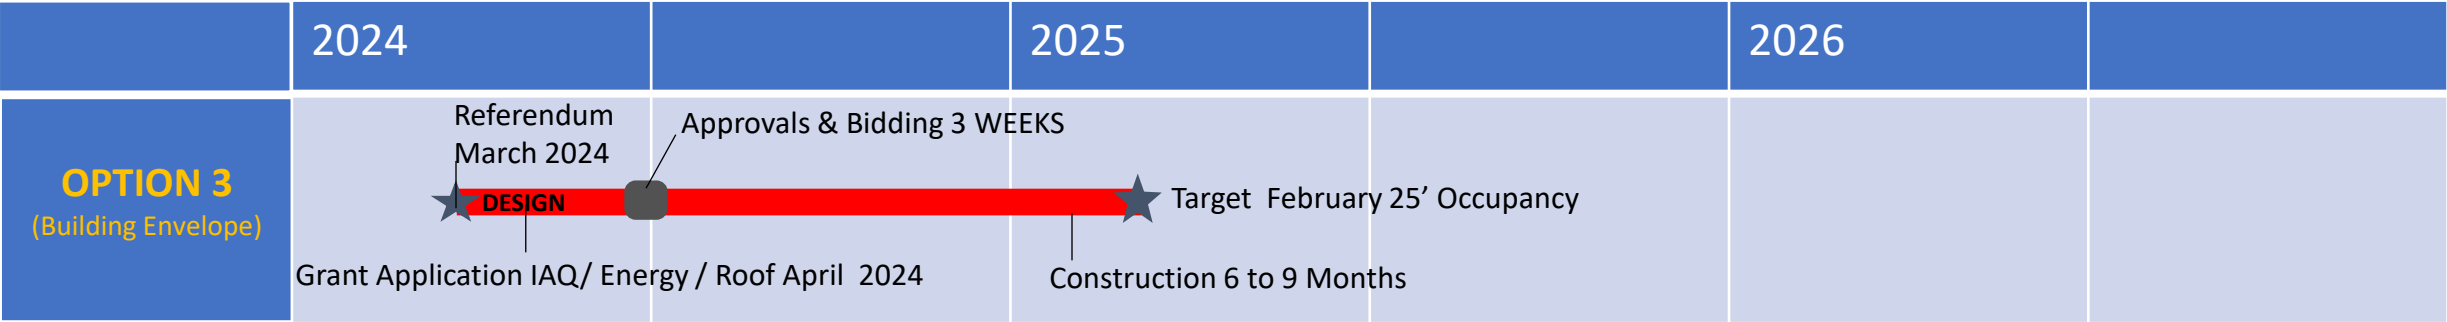 2024
2025
2026
OPTION 3
(Building Envelope)
Referendum
March 2024
Approvals & Bidding 3 WEEKS
DESIGN
Target  February 25’ Occupancy
Grant Application IAQ/ Energy / Roof April  2024
Construction 6 to 9 Months